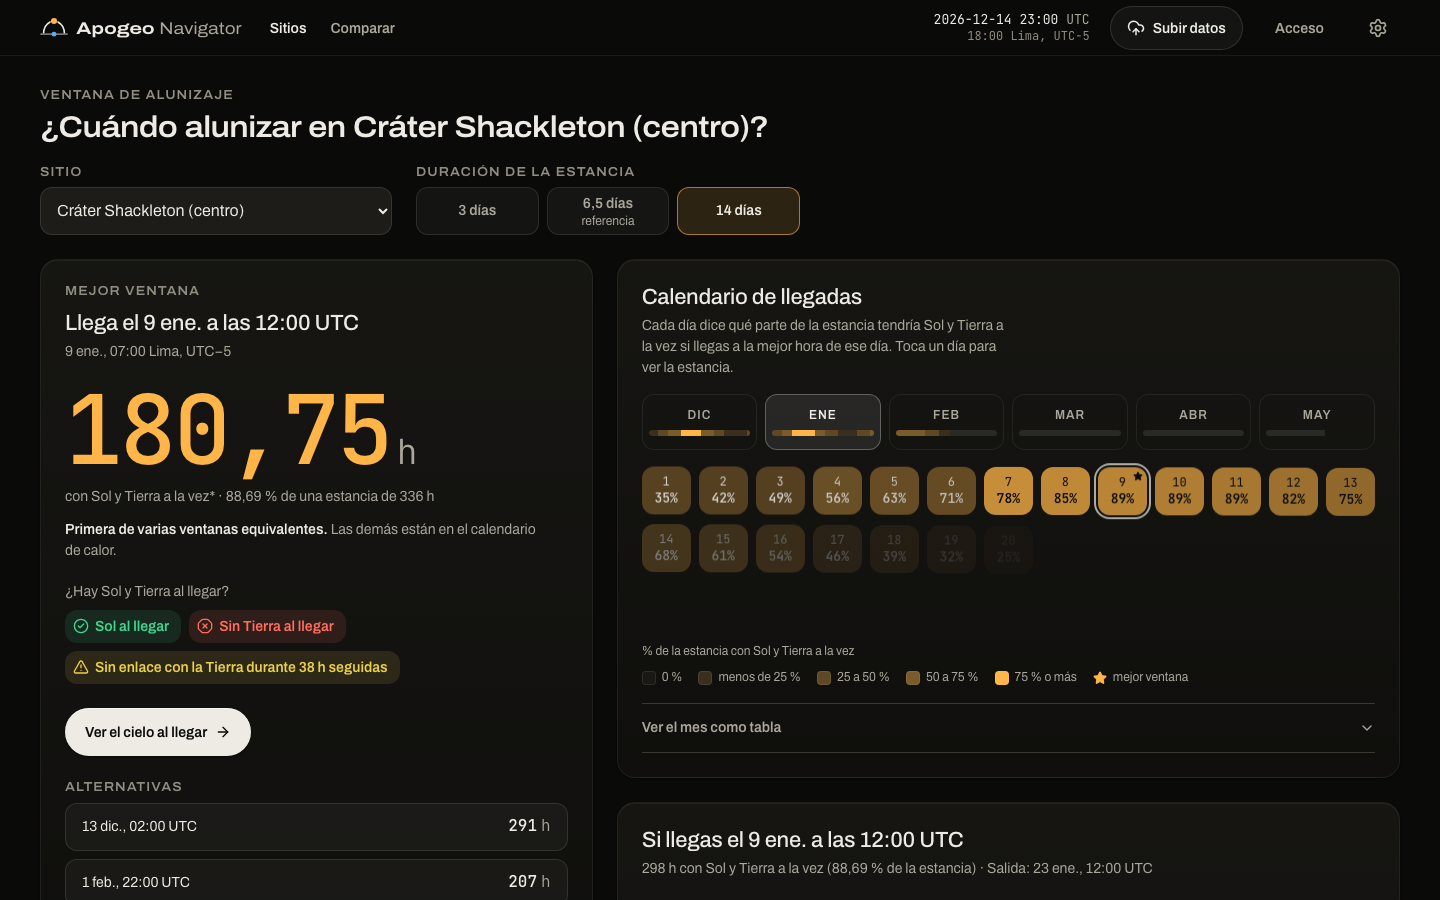 Apogeo Navigator
Sitios
Comparar
2026-12-14 23:00 UTC
18:00 Lima, UTC-5
Subir datos
Acceso
VENTANA DE ALUNIZAJE
¿Cuándo alunizar en Cráter Shackleton (centro)?
SITIO
Cráter Shackleton (centro)
DURACIÓN DE LA ESTANCIA
3 días
6,5 días
referencia
14 días
MEJOR VENTANA
Llega el 9 ene. a las 12:00 UTC
9 ene., 07:00 Lima, UTC−5
180,75 h
con Sol y Tierra a la vez* · 88,69 % de una estancia de 336 h
Primera de varias ventanas equivalentes. Las demás están en el calendario
de calor.
¿Hay Sol y Tierra al llegar?
Sol al llegar
Sin Tierra al llegar
Sin enlace con la Tierra durante 38 h seguidas
Ver el cielo al llegar
ALTERNATIVAS
13 dic., 02:00 UTC 291 h
1 feb., 22:00 UTC 207 h
Calendario de llegadas
Cada día dice qué parte de la estancia tendría Sol y Tierra a
la vez si llegas a la mejor hora de ese día. Toca un día para
ver la estancia.
DIC ENE FEB MAR ABR MAY
1 2 3 4 5 6 7 8 9 10 11 12 13
35% 42% 49% 56% 63% 71% 78% 85% 89% 89% 89% 82% 75%
14 15 16 17 18 19 20
68% 61% 54% 46% 39% 32% 25%
% de la estancia con Sol y Tierra a la vez
0 % menos de 25 % 25 a 50 % 50 a 75 % 75 % o más mejor ventana
Ver el mes como tabla
Si llegas el 9 ene. a las 12:00 UTC
298 h con Sol y Tierra a la vez (88,69 % de la estancia) · Salida: 23 ene., 12:00 UTC